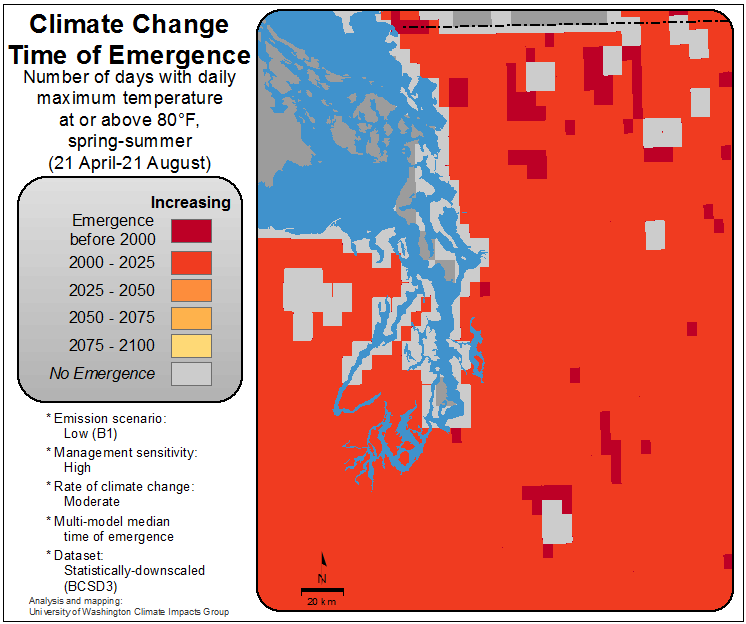 Climate Change
Time of Emergence
Number of days with daily
maximum temperature
at or above 80°F,
spring-summer
(21 April-21 August)
Increasing
Emergence
before 2000
2000 - 2025
2025 - 2050
2050 - 2075
2075 - 2100
No Emergence
* Emission scenario:
Low (B1)
* Management sensitivity:
High
* Rate of climate change:
Moderate
* Multi-model median
time of emergence
* Dataset:
Statistically-downscaled
(BCSD3)
Analysis and mapping:
University of Washington Climate Impacts Group
N
20 km